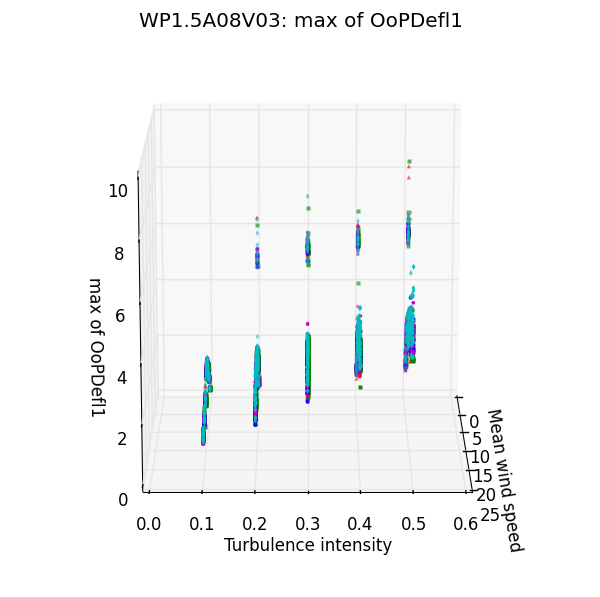 WP1.5A08V03: max of OoPDefl1
10
8
6
4
2
0
max of OoPDefl1
0.0 0.1 0.2 0.3 0.4 0.5 0.6
Turbulence intensity
0
5
10
15
20
25
Mean wind speed